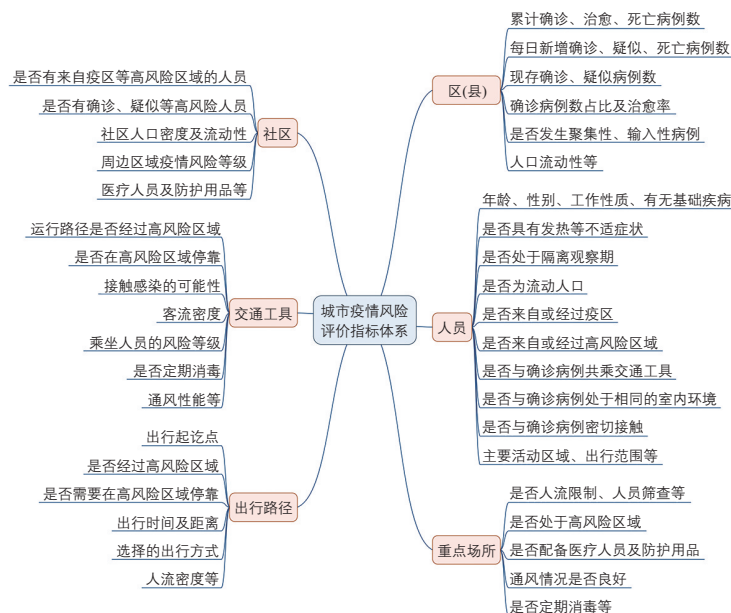 城市疫情风险
评价指标体系
社区
是否有来自疫区等高风险区域的人员
是否有确诊、疑似等高风险人员
社区人口密度及流动性
周边区域疫情风险等级
医疗人员及防护用品等
交通工具
运行路径是否经过高风险区域
是否在高风险区域停靠
接触感染的可能性
客流密度
乘坐人员的风险等级
是否定期消毒
通风性能等
出行路径
出行起讫点
是否经过高风险区域
是否需要在高风险区域停靠
出行时间及距离
选择的出行方式
人流密度等
区(县)
累计确诊、治愈、死亡病例数
每日新增确诊、疑似、死亡病例数
现存确诊、疑似病例数
确诊病例数占比及治愈率
是否发生聚集性、输入性病例
人口流动性等
人员
年龄、性别、工作性质、有无基础疾病
是否具有发热等不适症状
是否处于隔离观察期
是否为流动人口
是否来自或经过疫区
是否来自或经过高风险区域
是否与确诊病例共乘交通工具
是否与确诊病例处于相同的室内环境
是否与确诊病例密切接触
主要活动区域、出行范围等
重点场所
是否人流限制、人员筛查等
是否处于高风险区域
是否配备医疗人员及防护用品
通风情况是否良好
是否定期消毒等